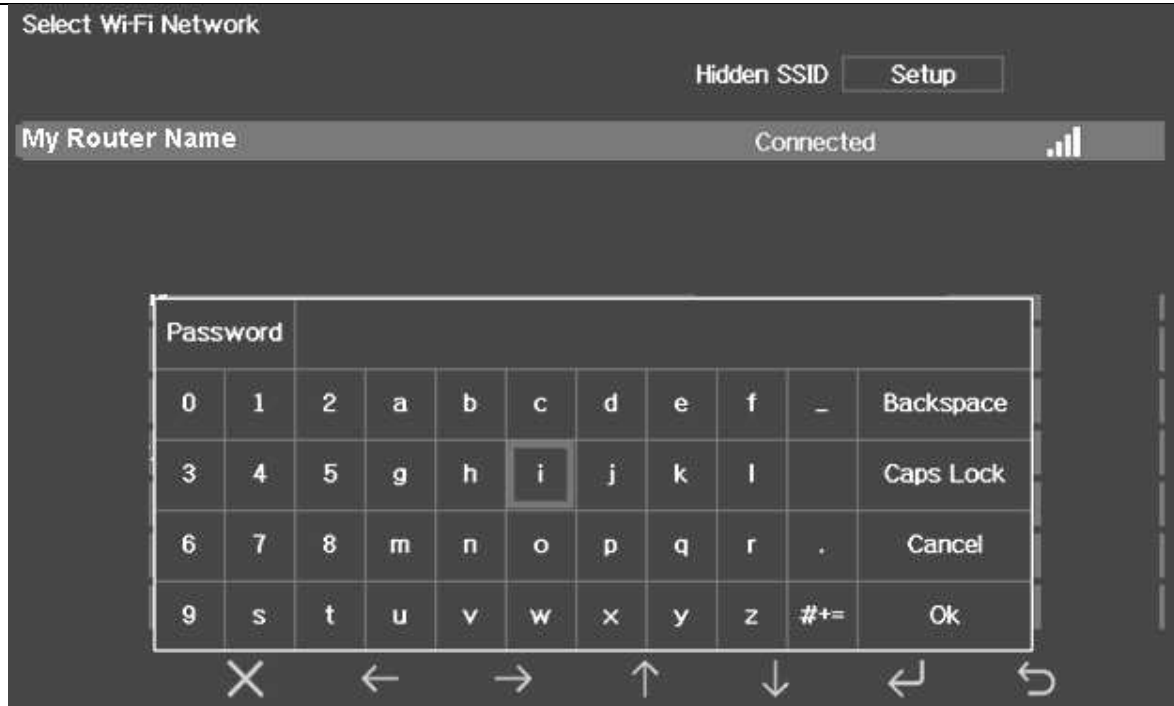 Select Wi-Fi Network
Hidden SSID Setup
My Router Name Connected
Password
0 1 2 a b c d e f _ Backspace
3 4 5 g h i j k l Caps Lock
6 7 8 m n o p q r . Cancel
9 s t u v w x y z #+= Ok